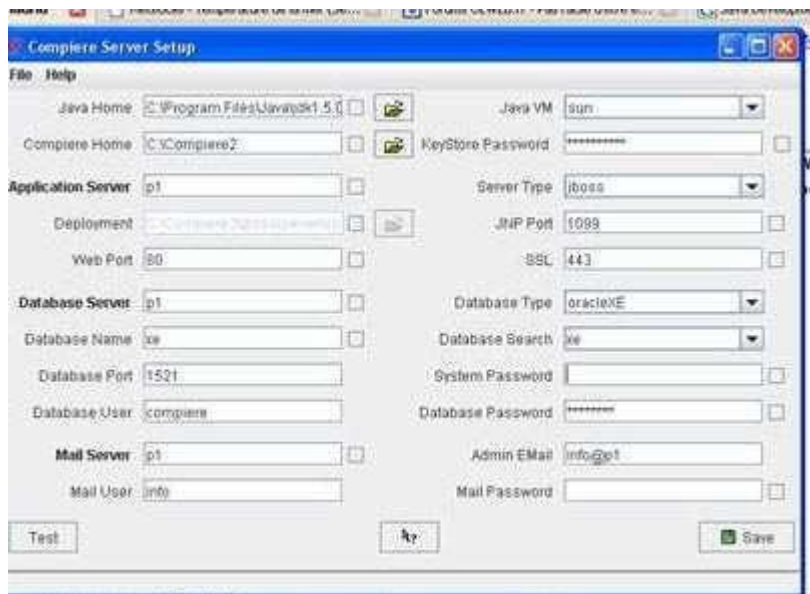 Compiere Server Setup
File Help
Java Home C:\Program Files\Java\jdk1.5.0 Java VM sun
Compiere Home C:\Compiere2 KeyStore Password **********
Application Server p1 Server Type jboss
Deployment JNP Port 1099
Web Port 80 SSL 443
Database Server p1 Database Type oracleXE
Database Name xe Database Search xe
Database Port 1521 System Password
Database User compiere Database Password ********
Mail Server p1 Admin EMail info@p1
Mail User info Mail Password
Test Save